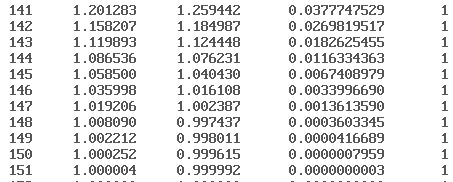 141 1.201283 1.259442 0.0377747529 1
142 1.158207 1.184987 0.0269819517 1
143 1.119893 1.124448 0.0182625455 1
144 1.086536 1.076231 0.0116334363 1
145 1.058500 1.040430 0.0067408979 1
146 1.035998 1.016108 0.0033996690 1
147 1.019206 1.002387 0.0013613590 1
148 1.008090 0.997437 0.0003603345 1
149 1.002212 0.998011 0.0000416689 1
150 1.000252 0.999615 0.0000007959 1
151 1.000004 0.999992 0.0000000003 1